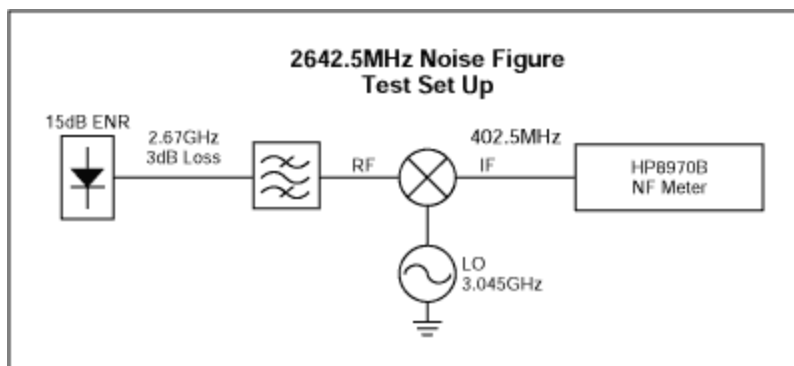 2642.5MHz Noise Figure
Test Set Up
15dB ENR
2.67GHz
3dB Loss
RF
402.5MHz
IF
HP8970B
NF Meter
LO
3.045GHz